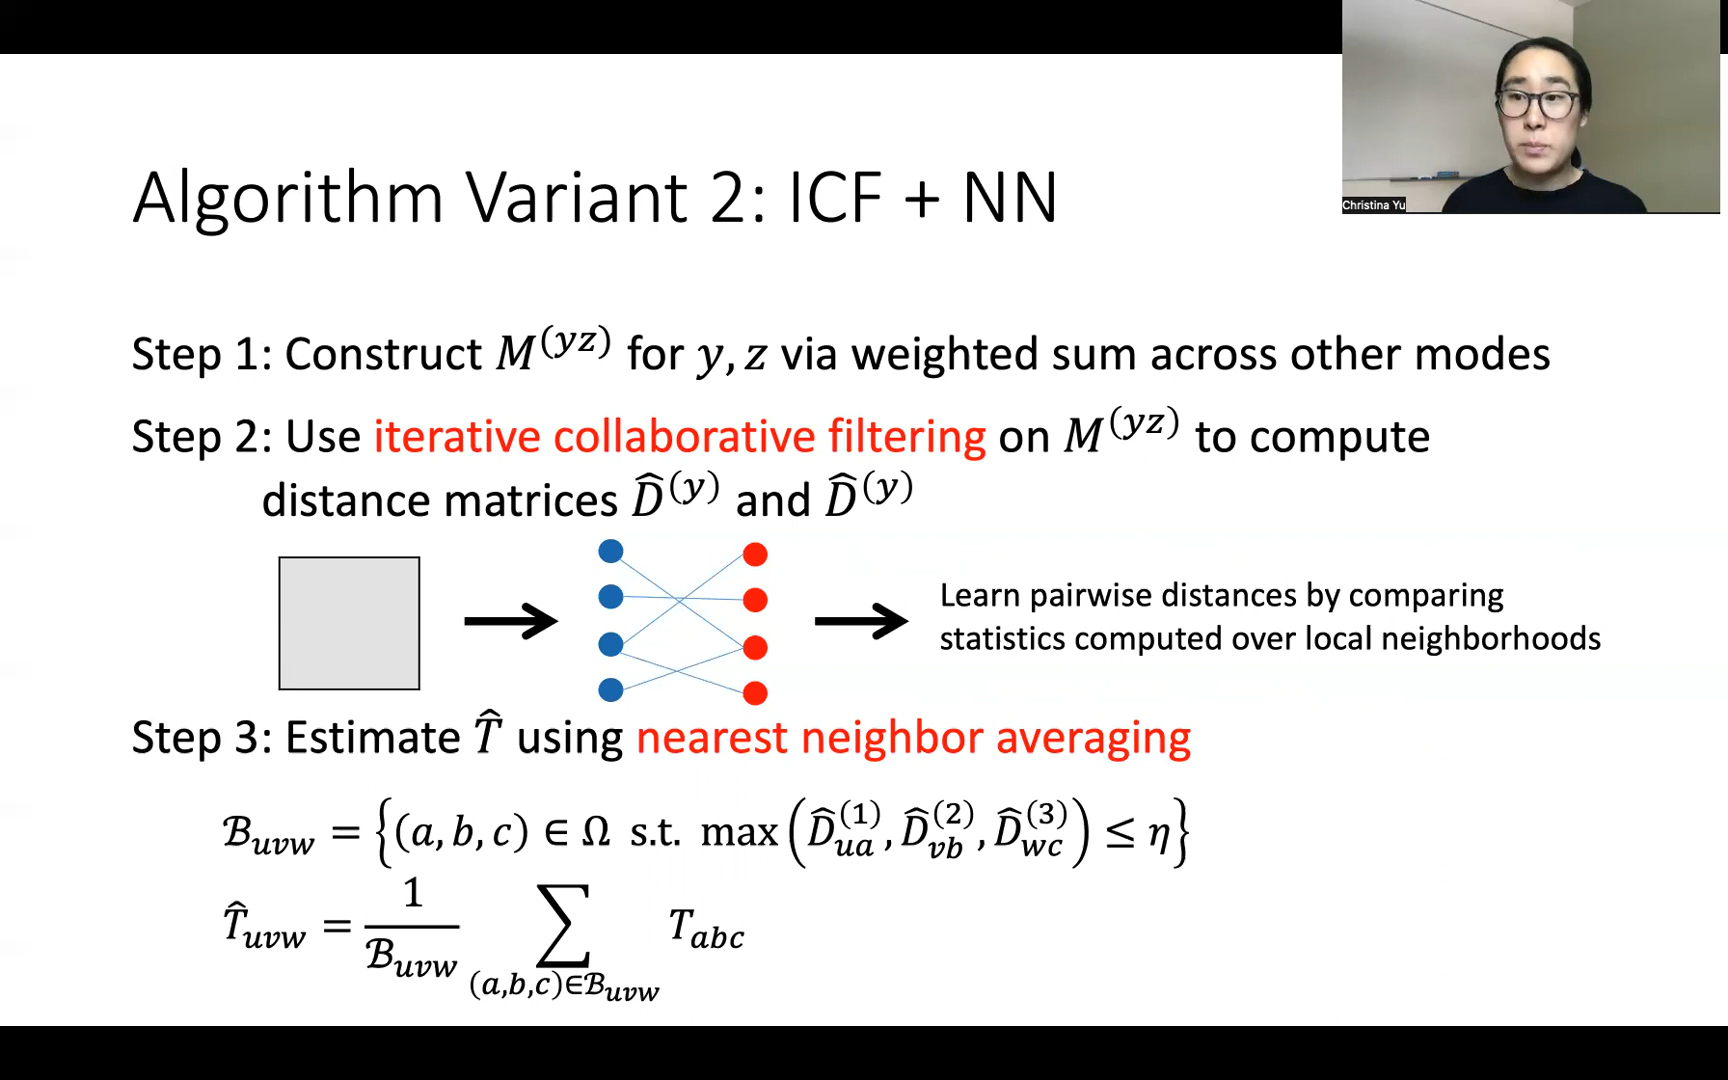 Christina Yu
Algorithm Variant 2: ICF + NN
Step 1: Construct M^(yz) for y, z via weighted sum across other modes
Step 2: Use iterative collaborative filtering on M^(yz) to compute
distance matrices D̂^(y) and D̂^(y)
Learn pairwise distances by comparing
statistics computed over local neighborhoods
Step 3: Estimate T̂ using nearest neighbor averaging
ℬ_uvw = {(a, b, c) ∈ Ω s.t. max(D̂_ua^(1), D̂_vb^(2), D̂_wc^(3)) ≤ η}
T̂_uvw = 1/ℬ_uvw ∑_(a,b,c)∈ℬ_uvw T_abc